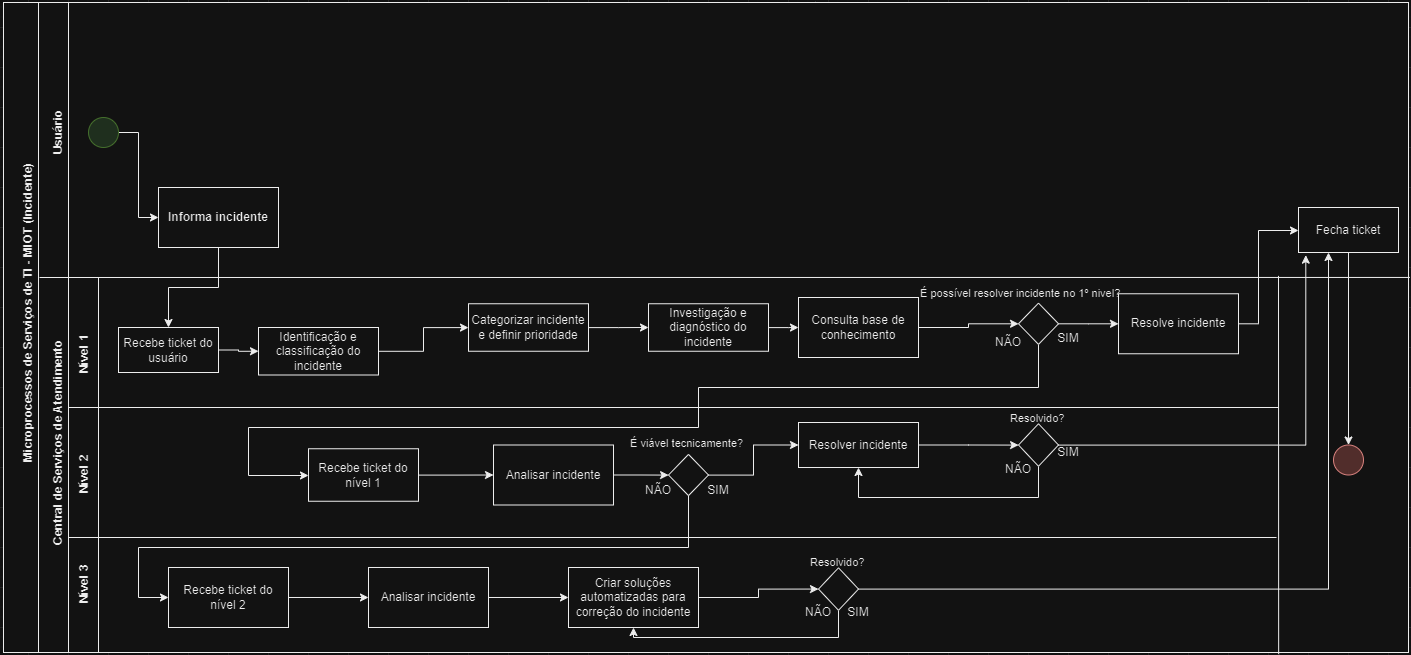 Microprocessos de Serviços de TI - MIOT (Incidente)
Usuário
Informa incidente
Fecha ticket
Central de Serviços de Atendimento
Nível 1
Recebe ticket do
usuário
Identificação e
classificação do
incidente
Categorizar incidente
e definir prioridade
Investigação e
diagnóstico do
incidente
Consulta base de
conhecimento
É possível resolver incidente no 1º nivel?
NÃO
SIM
Resolve incidente
Nível 2
Recebe ticket do
nível 1
Analisar incidente
É viável tecnicamente?
NÃO
SIM
Resolver incidente
Resolvido?
NÃO
SIM
Nível 3
Recebe ticket do
nível 2
Analisar incidente
Criar soluções
automatizadas para
correção do incidente
Resolvido?
NÃO
SIM